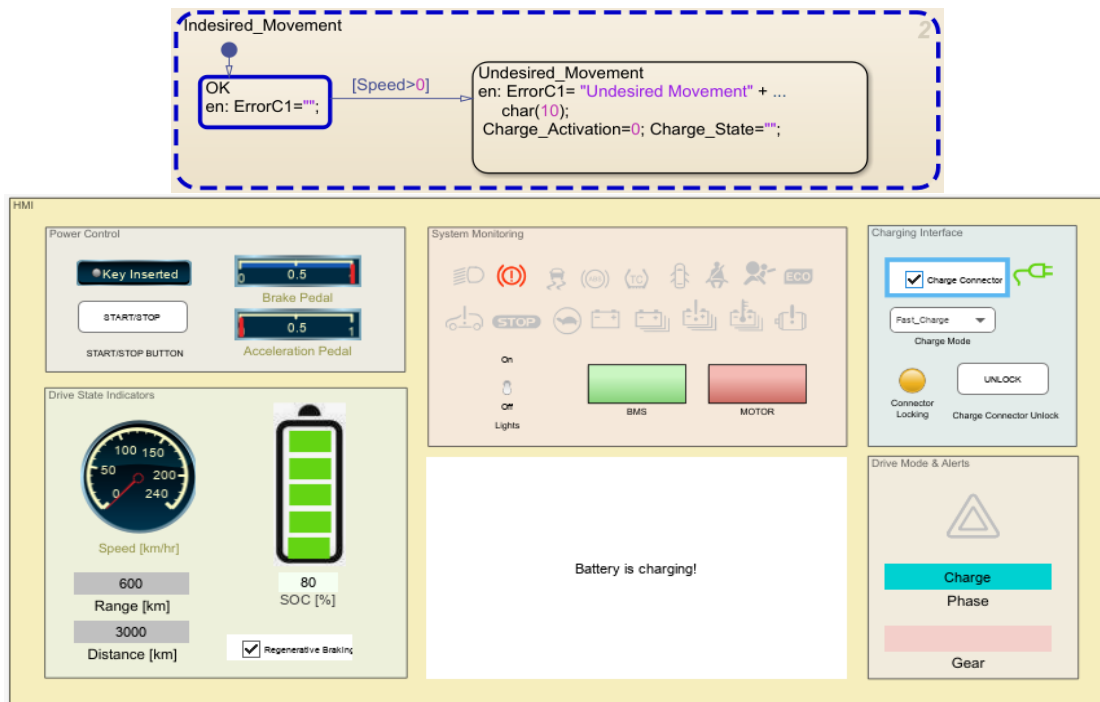 Indesired_Movement
2
OK
en: ErrorC1="";
[Speed>0]
Undesired_Movement
en: ErrorC1= "Undesired Movement" + ...
char(10);
Charge_Activation=0; Charge_State="";
HMI
Power Control
Key Inserted
START/STOP
START/STOP BUTTON
0 0.5 1
Brake Pedal
0 0.5 1
Acceleration Pedal
System Monitoring
ABS
TC
ECO
STOP
On
Off
Lights
BMS
MOTOR
Charging Interface
Charge Connector
Fast_Charge
Charge Mode
Connector
Locking
UNLOCK
Charge Connector Unlock
Drive State Indicators
0 50 100 150 200 240
Speed [km/hr]
600
Range [km]
3000
Distance [km]
80
SOC [%]
Regenerative Braking
Battery is charging!
Drive Mode & Alerts
Charge
Phase
Gear